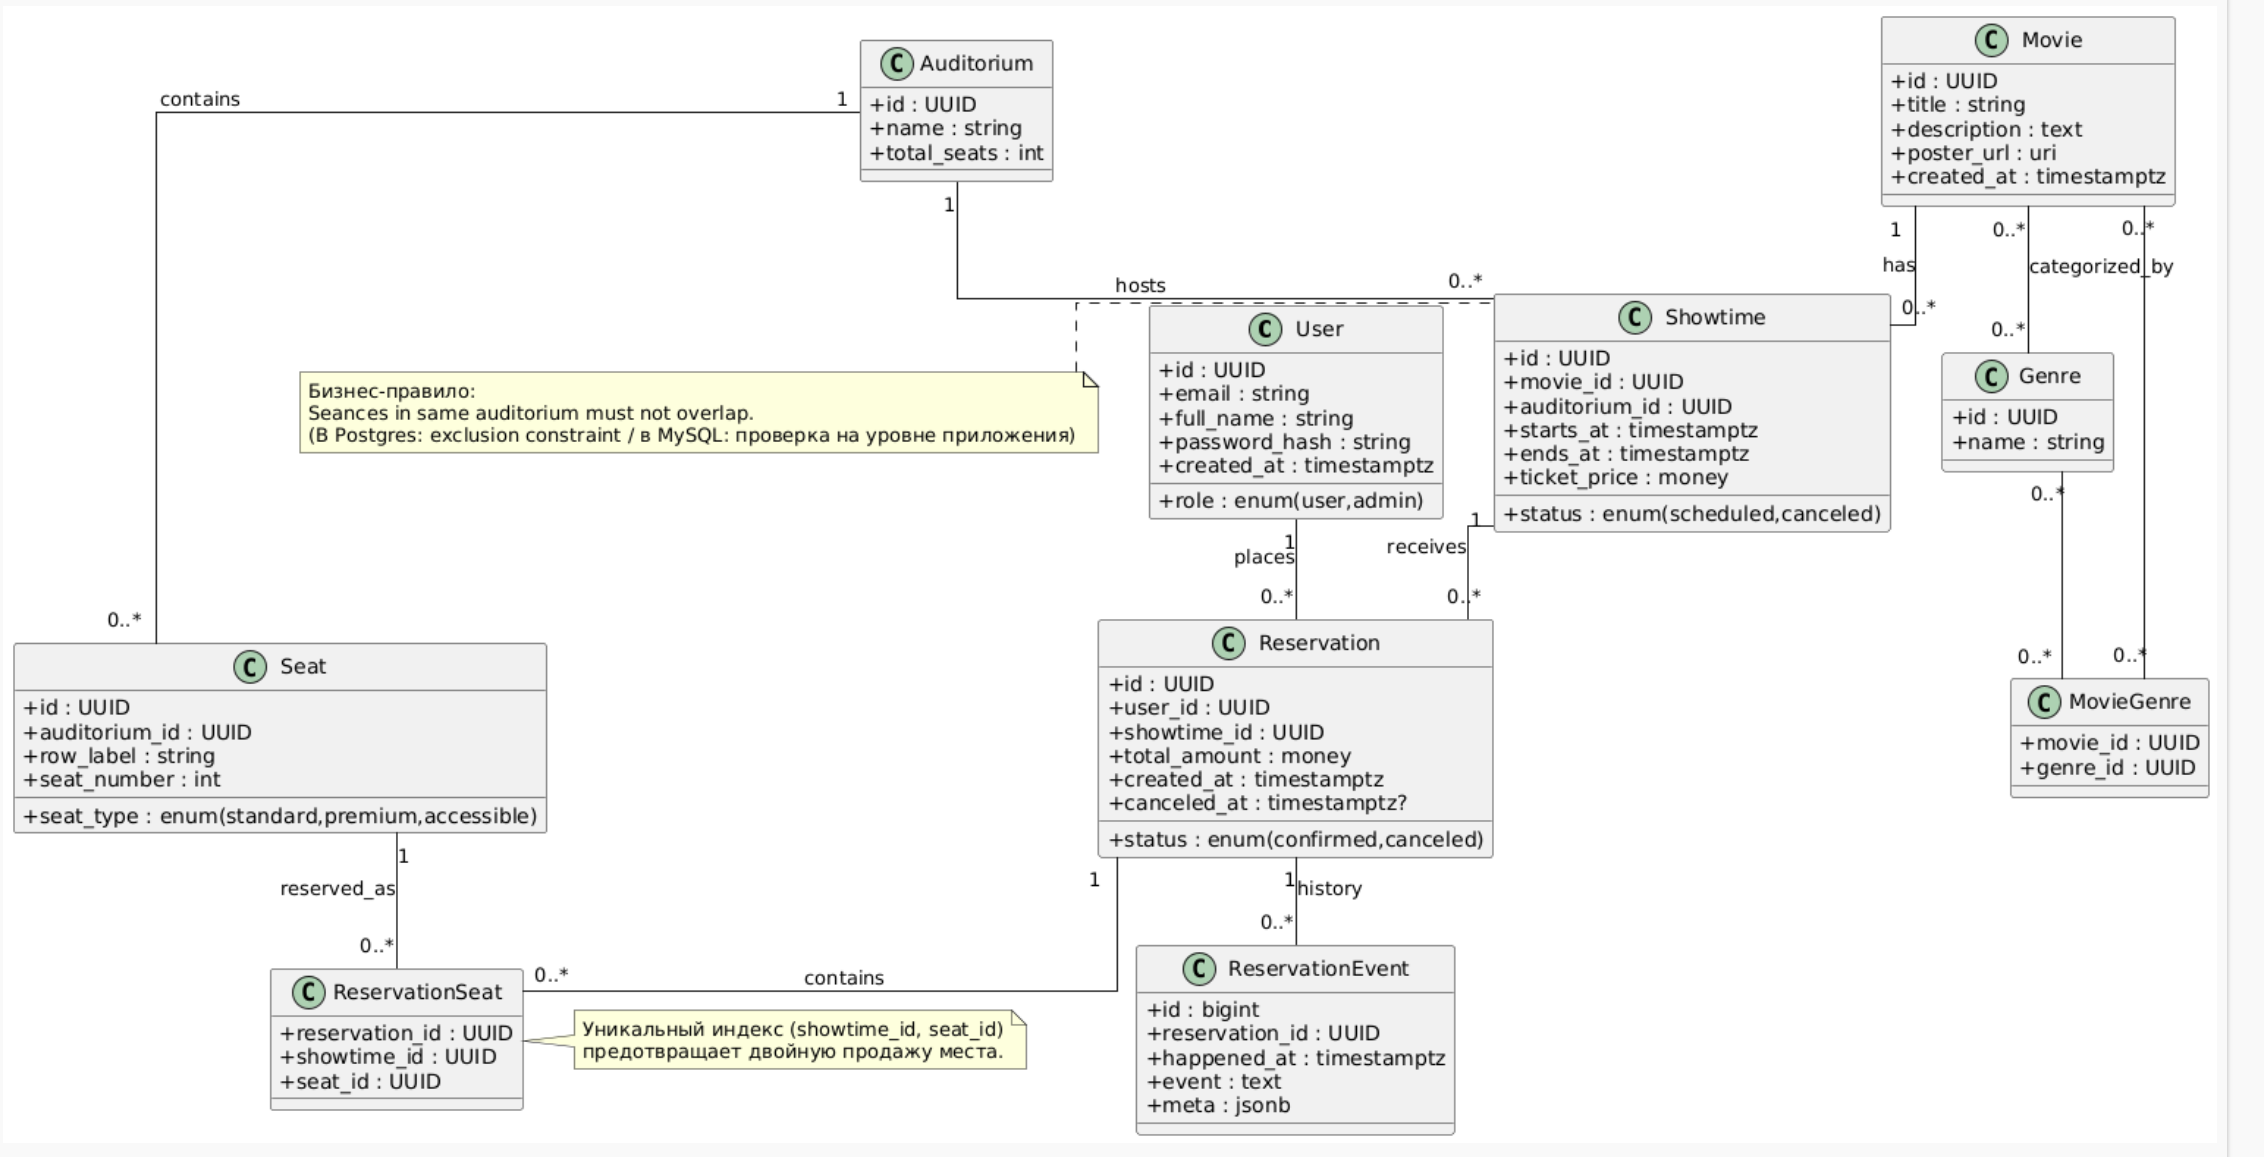 Auditorium
+id : UUID
+name : string
+total_seats : int
Movie
+id : UUID
+title : string
+description : text
+poster_url : uri
+created_at : timestamptz
contains
1
1
hosts
0..*
1
has
0..*
0..*
0..*
categorized_by
0..*
Бизнес-правило:
Seances in same auditorium must not overlap.
(В Postgres: exclusion constraint / в MySQL: проверка на уровне приложения)
User
+id : UUID
+email : string
+full_name : string
+password_hash : string
+created_at : timestamptz
+role : enum(user,admin)
Showtime
+id : UUID
+movie_id : UUID
+auditorium_id : UUID
+starts_at : timestamptz
+ends_at : timestamptz
+ticket_price : money
+status : enum(scheduled,canceled)
Genre
+id : UUID
+name : string
0..*
1
places
0..*
1
receives
0..*
0..*
0..*
0..*
Seat
+id : UUID
+auditorium_id : UUID
+row_label : string
+seat_number : int
+seat_type : enum(standard,premium,accessible)
Reservation
+id : UUID
+user_id : UUID
+showtime_id : UUID
+total_amount : money
+created_at : timestamptz
+canceled_at : timestamptz?
+status : enum(confirmed,canceled)
MovieGenre
+movie_id : UUID
+genre_id : UUID
1
reserved_as
0..*
1
contains
0..*
1
history
0..*
ReservationSeat
+reservation_id : UUID
+showtime_id : UUID
+seat_id : UUID
Уникальный индекс (showtime_id, seat_id)
предотвращает двойную продажу места.
ReservationEvent
+id : bigint
+reservation_id : UUID
+happened_at : timestamptz
+event : text
+meta : jsonb